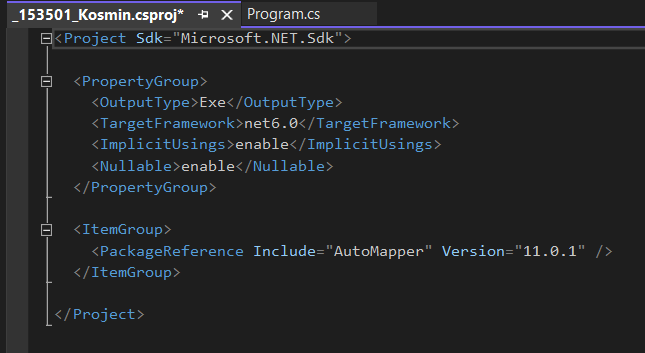 _153501_Kosmin.csproj* Program.cs
<Project Sdk="Microsoft.NET.Sdk">
<PropertyGroup>
<OutputType>Exe</OutputType>
<TargetFramework>net6.0</TargetFramework>
<ImplicitUsings>enable</ImplicitUsings>
<Nullable>enable</Nullable>
</PropertyGroup>
<ItemGroup>
<PackageReference Include="AutoMapper" Version="11.0.1" />
</ItemGroup>
</Project>